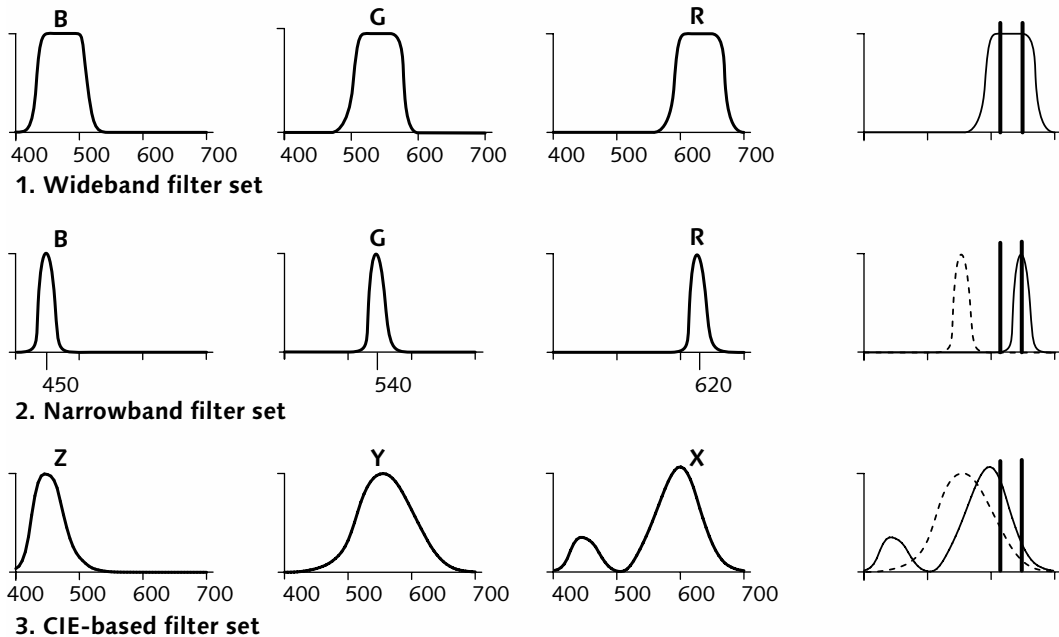 B G R
400 500 600 700 400 500 600 700 400 500 600 700
1. Wideband filter set
B G R
450 540 620
2. Narrowband filter set
Z Y X
400 500 600 700 400 500 600 700 400 500 600 700
3. CIE-based filter set